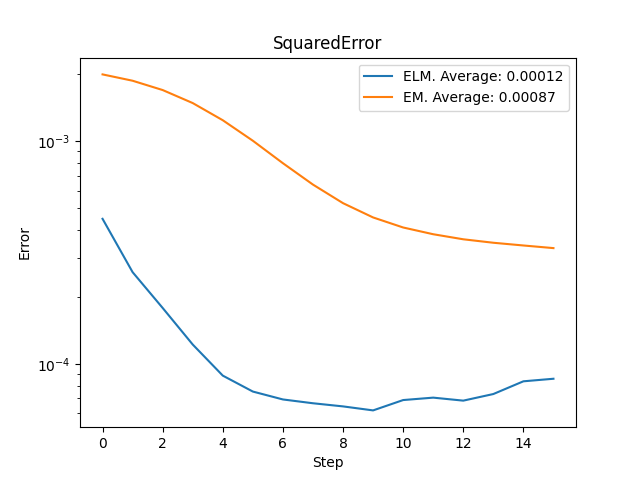 SquaredError
ELM. Average: 0.00012
EM. Average: 0.00087
Error
10⁻³
10⁻⁴
0 2 4 6 8 10 12 14
Step